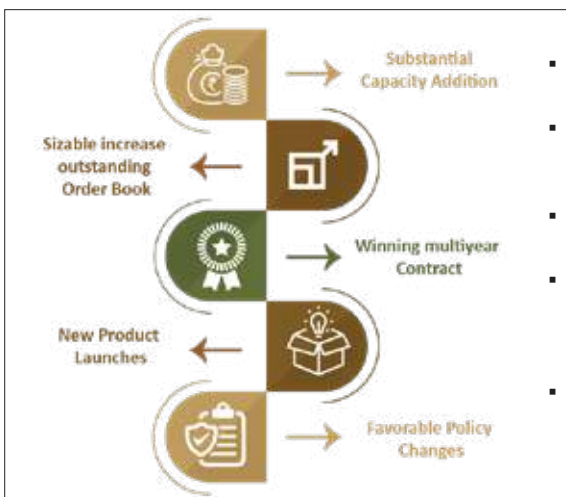 Substantial
Capacity Addition
Sizable increase
outstanding
Order Book
Winning multiyear
Contract
New Product
Launches
Favorable Policy
Changes